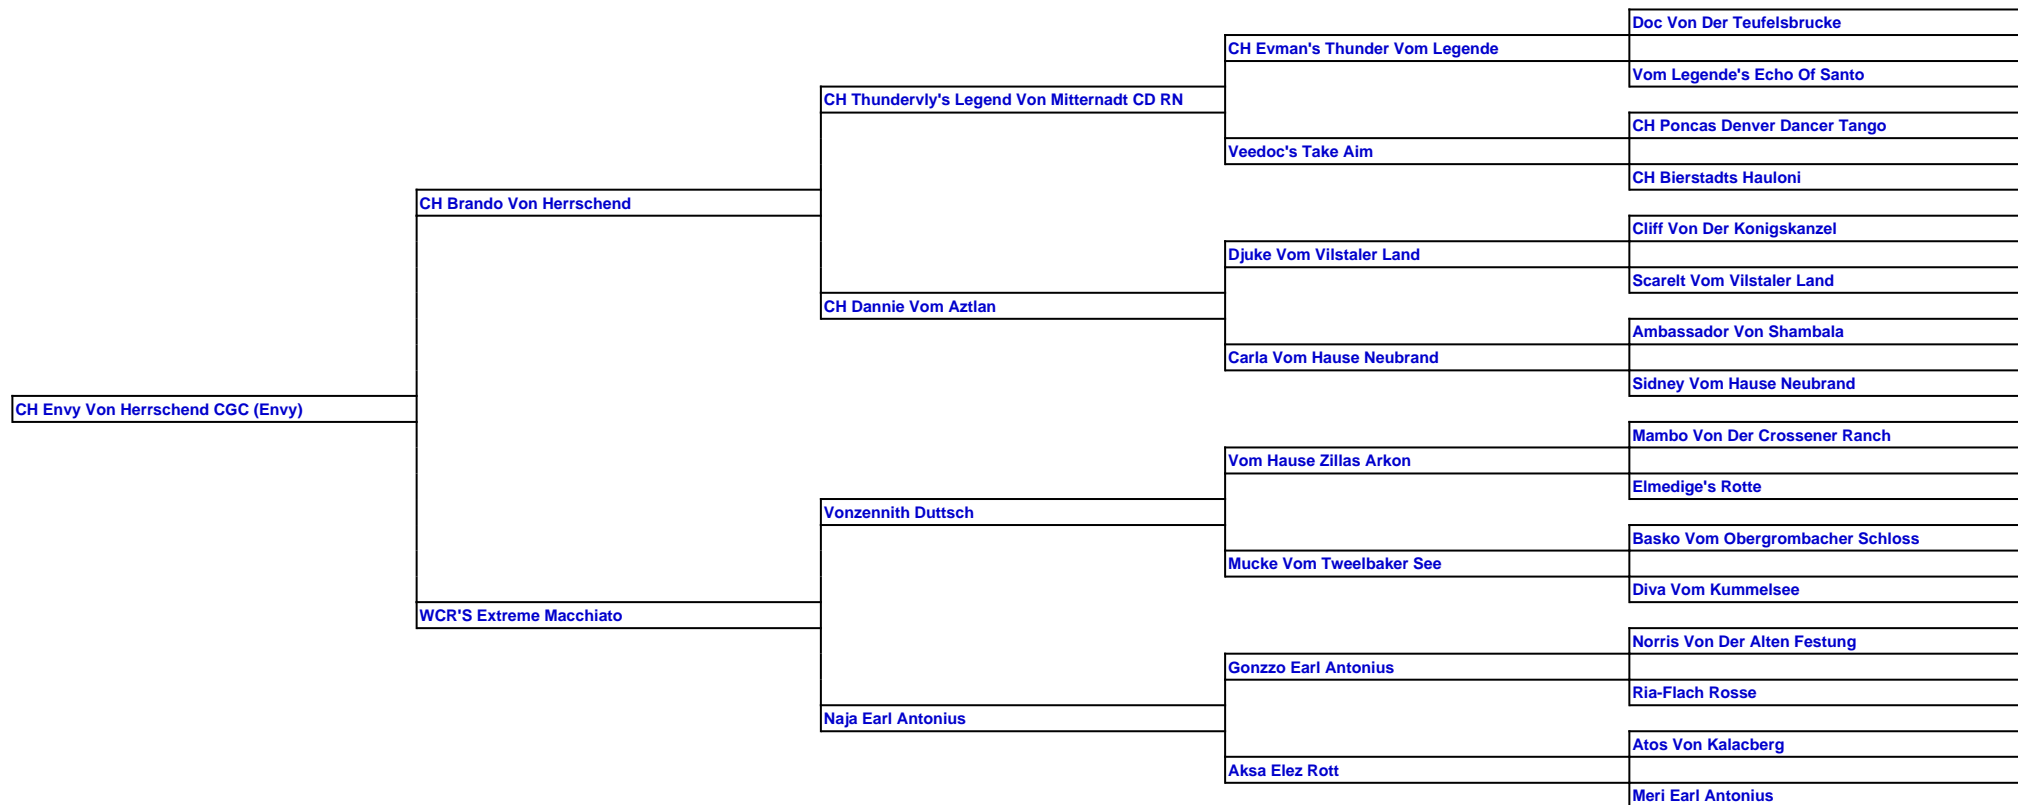 Doc Von Der Teufelsbrucke
CH Evman's Thunder Vom Legende
Vom Legende's Echo Of Santo
CH Thundervly's Legend Von Mitternadt CD RN
CH Poncas Denver Dancer Tango
Veedoc's Take Aim
CH Bierstadts Hauloni
CH Brando Von Herrschend
Cliff Von Der Konigskanzel
Djuke Vom Vilstaler Land
Scarelt Vom Vilstaler Land
CH Dannie Vom Aztlan
Ambassador Von Shambala
Carla Vom Hause Neubrand
Sidney Vom Hause Neubrand
CH Envy Von Herrschend CGC (Envy)
Mambo Von Der Crossener Ranch
Vom Hause Zillas Arkon
Elmedige's Rotte
Vonzennith Duttsch
Basko Vom Obergrombacher Schloss
Mucke Vom Tweelbaker See
Diva Vom Kummelsee
WCR'S Extreme Macchiato
Norris Von Der Alten Festung
Gonzzo Earl Antonius
Ria-Flach Rosse
Naja Earl Antonius
Atos Von Kalacberg
Aksa Elez Rott
Meri Earl Antonius